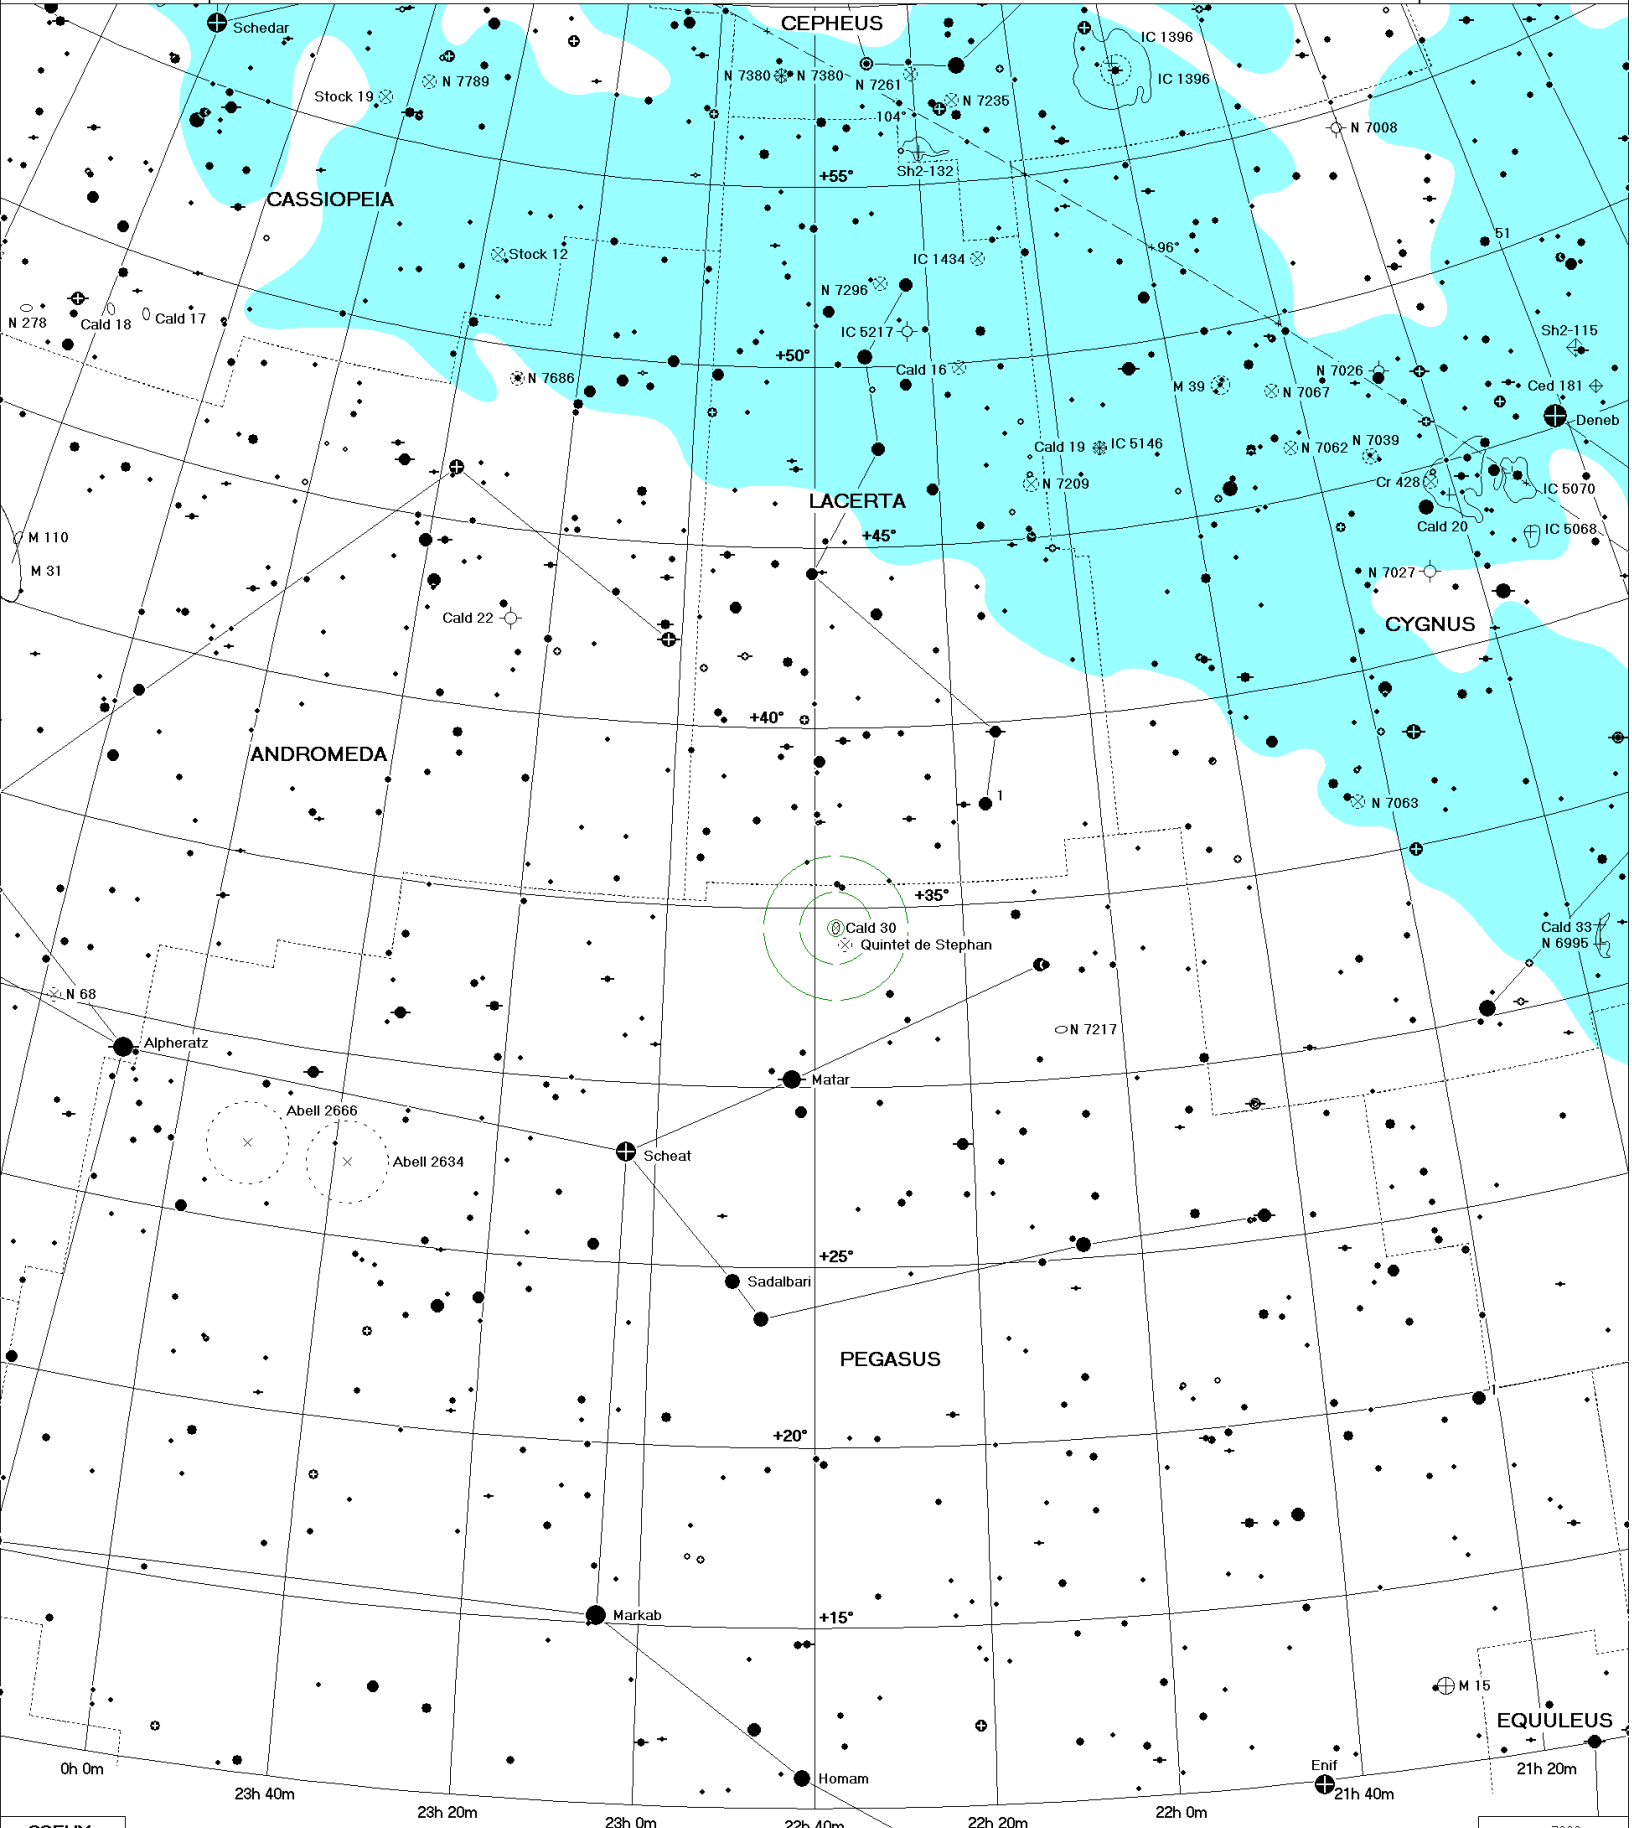 CEPHEUS
Schedar
IC 1396
N 7789
N 7380
N 7380
IC 1396
N 7261
Stock 19
N 7235
104°
N 7008
Sh2-132
+55°
CASSIOPEIA
51
96°
Stock 12
IC 1434
N 7296
Cald 17
Cald 18
N 278
IC 5217
Sh2-115
+50°
Cald 16
N 7026
N 7686
M 39
N 7067
Ced 181
Deneb
Cald 19
IC 5146
N 7062
N 7039
N 7209
Cr 428
IC 5070
LACERTA
Cald 20
IC 5068
+45°
M 110
M 31
N 7027
Cald 22
CYGNUS
+40°
ANDROMEDA
1
N 7063
+35°
Cald 30
Cald 33
Quintet de Stephan
N 6995
N 68
N 7217
Alpheratz
Matar
Abell 2666
Scheat
Abell 2634
+25°
Sadalbari
PEGASUS
1
+20°
Markab
+15°
M 15
EQUULEUS
Enif
0h 0m
Homam
21h 20m
23h 40m
21h 40m
23h 20m
22h 0m
23h 0m
22h 40m
22h 20m